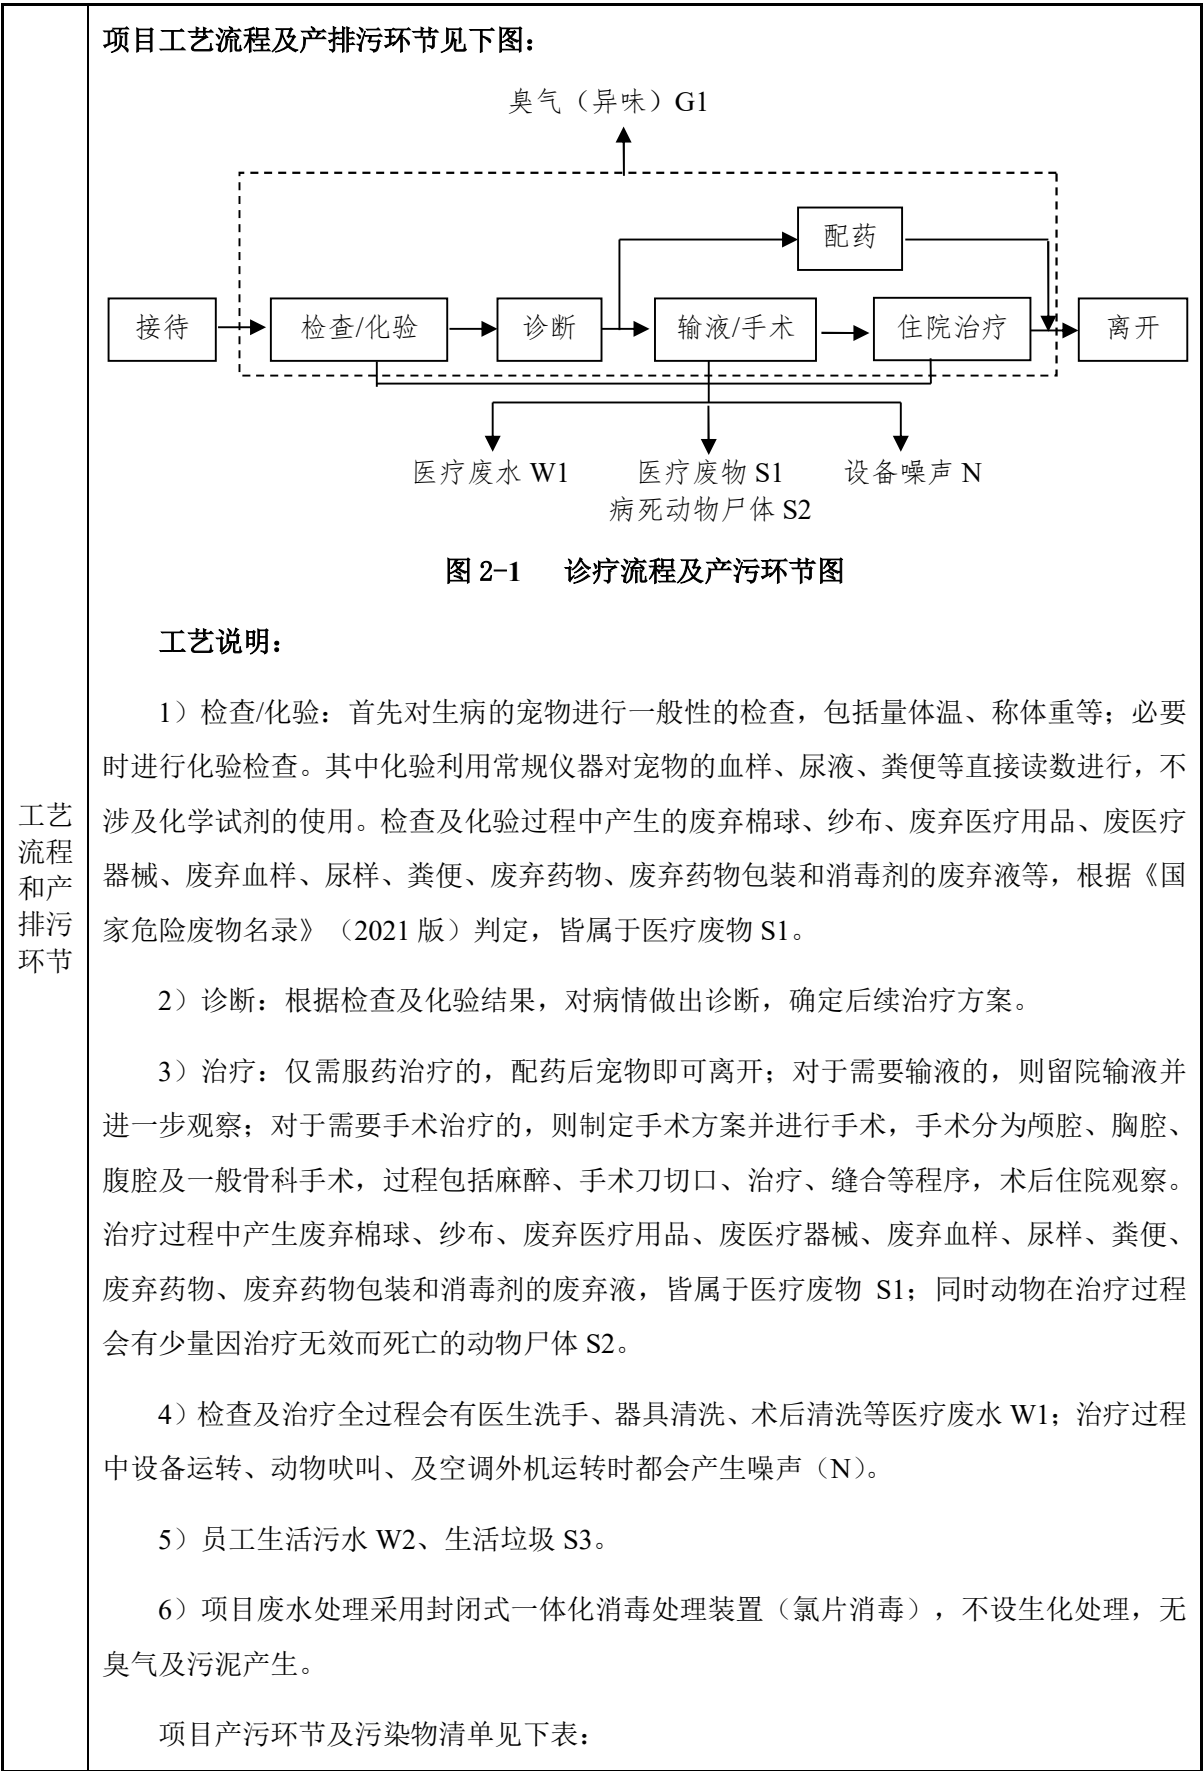 项目工艺流程及产排污环节见下图：
臭气（异味）G1
配药
接待
检查/化验
诊断
输液/手术
住院治疗
离开
医疗废水 W1
医疗废物 S1
设备噪声 N
病死动物尸体 S2
图 2-1 诊疗流程及产污环节图
工艺说明：
1）检查/化验：首先对生病的宠物进行一般性的检查，包括量体温、称体重等；必要
时进行化验检查。其中化验利用常规仪器对宠物的血样、尿液、粪便等直接读数进行，不
涉及化学试剂的使用。检查及化验过程中产生的废弃棉球、纱布、废弃医疗用品、废医疗
器械、废弃血样、尿样、粪便、废弃药物、废弃药物包装和消毒剂的废弃液等，根据《国
家危险废物名录》（2021 版）判定，皆属于医疗废物 S1。
2）诊断：根据检查及化验结果，对病情做出诊断，确定后续治疗方案。
3）治疗：仅需服药治疗的，配药后宠物即可离开；对于需要输液的，则留院输液并
进一步观察；对于需要手术治疗的，则制定手术方案并进行手术，手术分为颅腔、胸腔、
腹腔及一般骨科手术，过程包括麻醉、手术刀切口、治疗、缝合等程序，术后住院观察。
治疗过程中产生废弃棉球、纱布、废弃医疗用品、废医疗器械、废弃血样、尿样、粪便、
废弃药物、废弃药物包装和消毒剂的废弃液，皆属于医疗废物 S1；同时动物在治疗过程
会有少量因治疗无效而死亡的动物尸体 S2。
4）检查及治疗全过程会有医生洗手、器具清洗、术后清洗等医疗废水 W1；治疗过程
中设备运转、动物吠叫、及空调外机运转时都会产生噪声（N）。
5）员工生活污水 W2、生活垃圾 S3。
6）项目废水处理采用封闭式一体化消毒处理装置（氯片消毒），不设生化处理，无
臭气及污泥产生。
项目产污环节及污染物清单见下表：
工艺
流程
和产
排污
环节